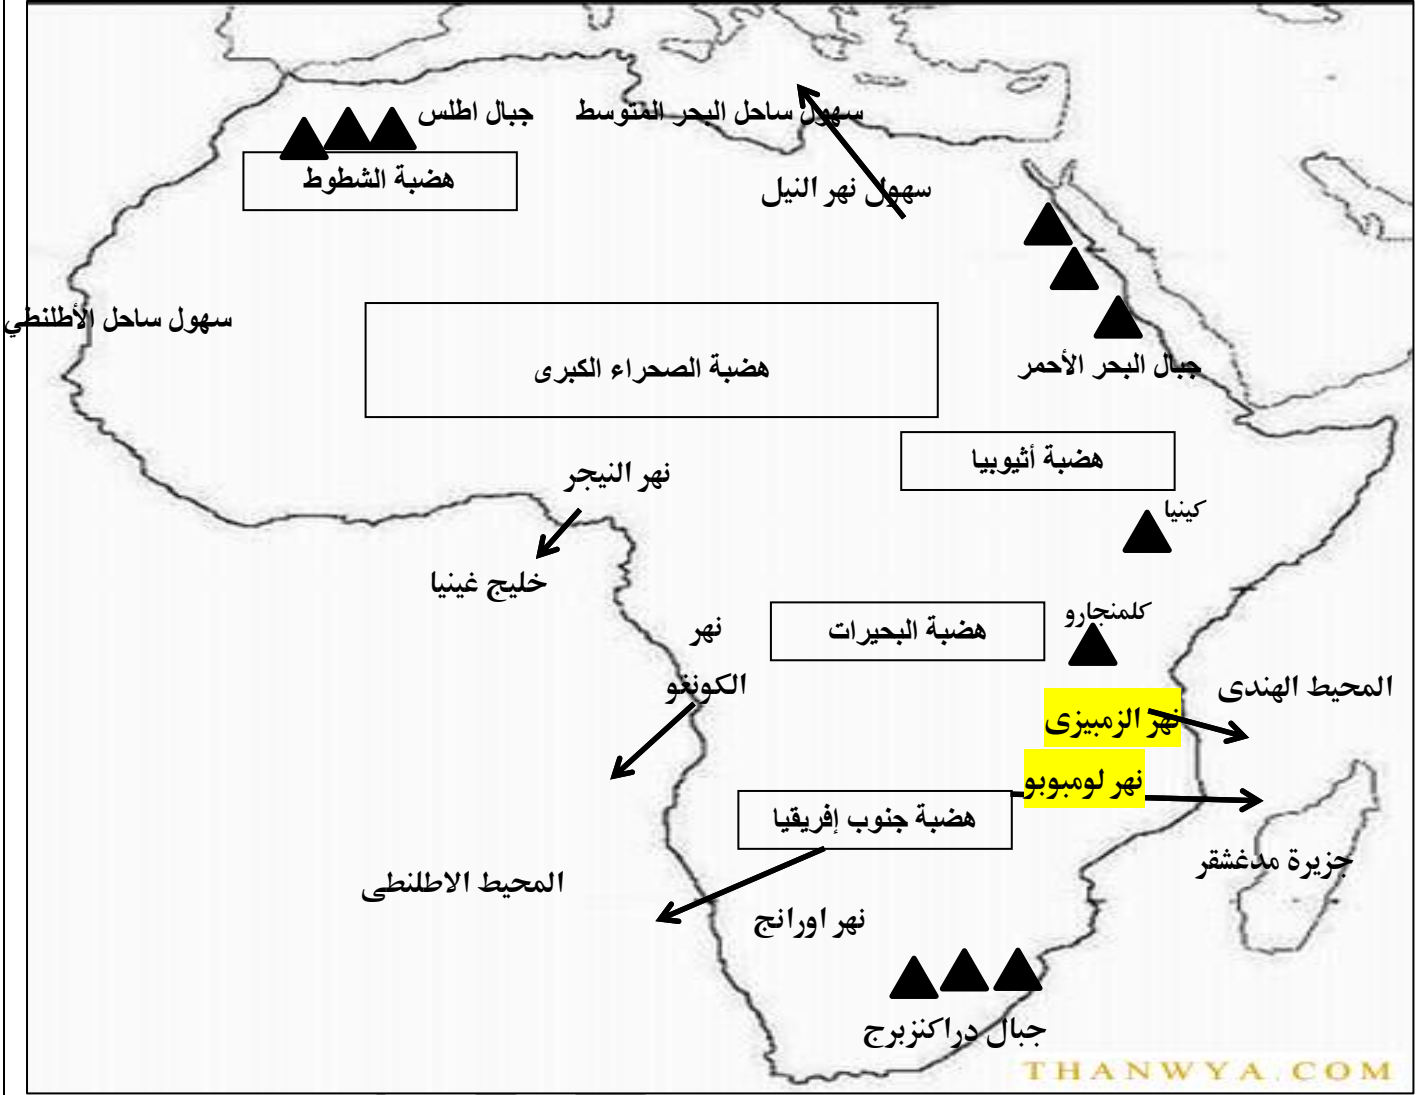 جبال اطلس
سهول ساحل البحر المتوسط
هضبة الشطوط
سهول نهر النيل
سهول ساحل الأطلنطي
هضبة الصحراء الكبرى
جبال البحر الأحمر
هضبة أثيوبيا
نهر النيجر
كينيا
خليج غينيا
كلمنجارو
هضبة البحيرات
نهر
الكونغو
المحيط الهندى
نهر الزمبيزى
نهر لومبوبو
هضبة جنوب إفريقيا
جزيرة مدغشقر
المحيط الاطلنطى
نهر اورانج
جبال دراكنزبرج
THANWYA.COM